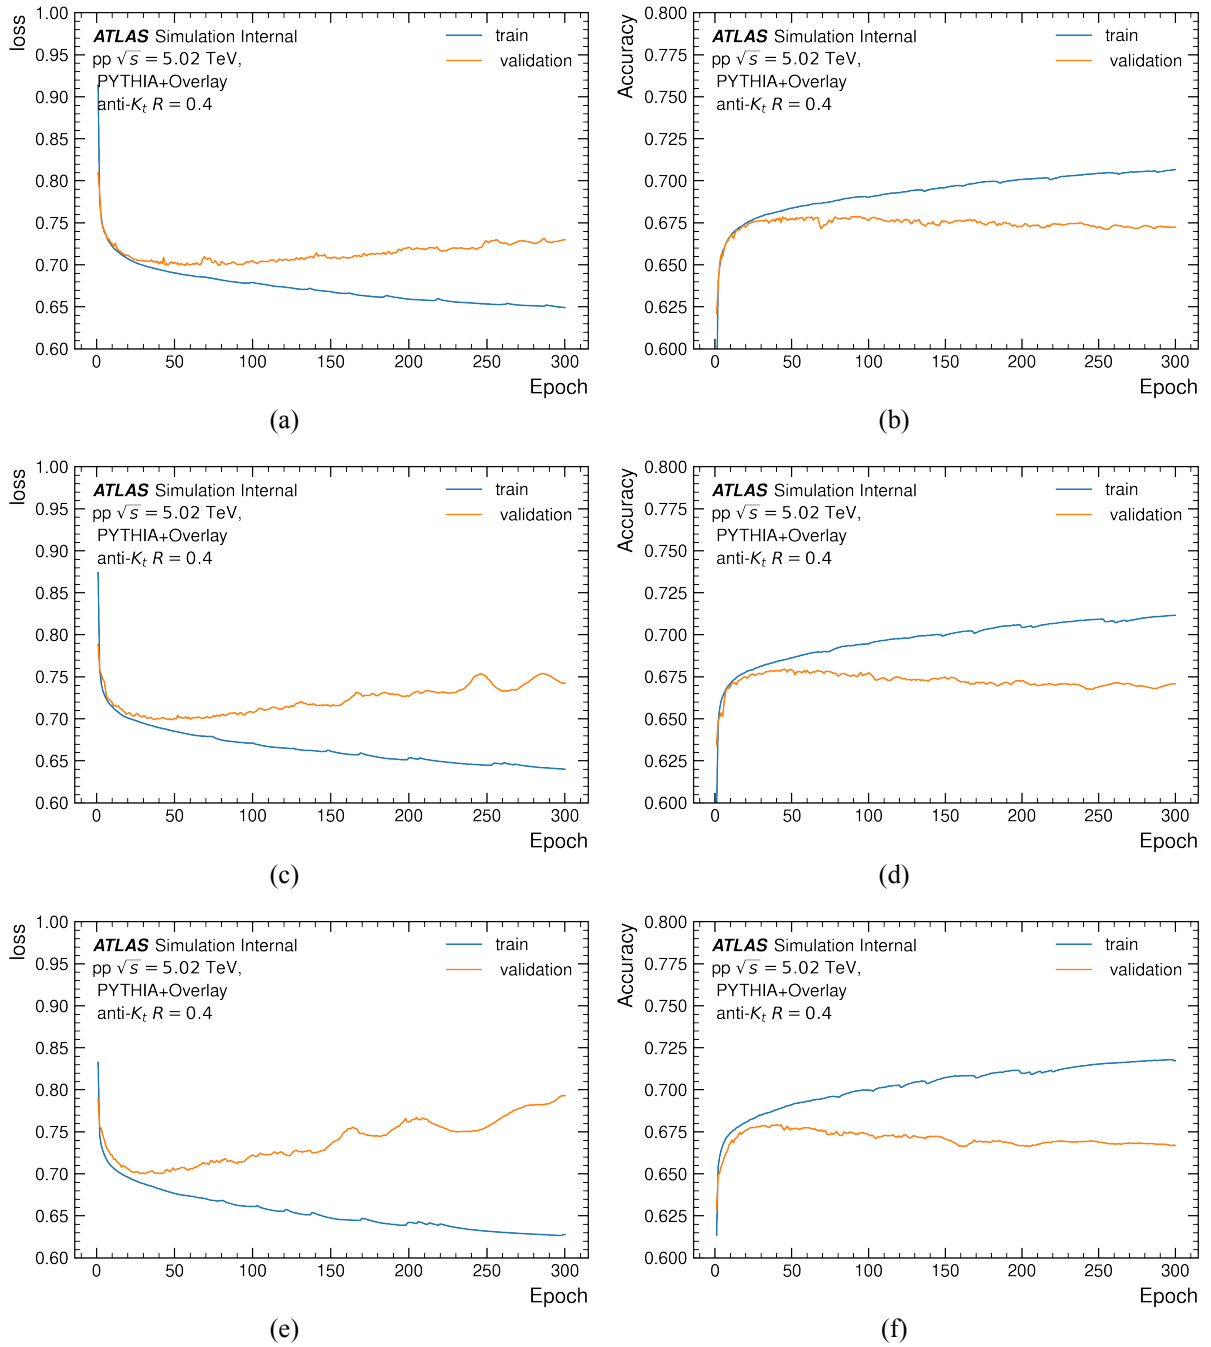 loss
1.00
0.95
0.90
0.85
0.80
0.75
0.70
0.65
0.60
ATLAS Simulation Internal
pp √s = 5.02 TeV,
PYTHIA+Overlay
anti-Kt R = 0.4
train
validation
0 50 100 150 200 250 300
Epoch
(a)
Accuracy
0.800
0.775
0.750
0.725
0.700
0.675
0.650
0.625
0.600
ATLAS Simulation Internal
pp √s = 5.02 TeV,
PYTHIA+Overlay
anti-Kt R = 0.4
train
validation
0 50 100 150 200 250 300
Epoch
(b)
loss
1.00
0.95
0.90
0.85
0.80
0.75
0.70
0.65
0.60
ATLAS Simulation Internal
pp √s = 5.02 TeV,
PYTHIA+Overlay
anti-Kt R = 0.4
train
validation
0 50 100 150 200 250 300
Epoch
(c)
Accuracy
0.800
0.775
0.750
0.725
0.700
0.675
0.650
0.625
0.600
ATLAS Simulation Internal
pp √s = 5.02 TeV,
PYTHIA+Overlay
anti-Kt R = 0.4
train
validation
0 50 100 150 200 250 300
Epoch
(d)
loss
1.00
0.95
0.90
0.85
0.80
0.75
0.70
0.65
0.60
ATLAS Simulation Internal
pp √s = 5.02 TeV,
PYTHIA+Overlay
anti-Kt R = 0.4
train
validation
0 50 100 150 200 250 300
Epoch
(e)
Accuracy
0.800
0.775
0.750
0.725
0.700
0.675
0.650
0.625
0.600
ATLAS Simulation Internal
pp √s = 5.02 TeV,
PYTHIA+Overlay
anti-Kt R = 0.4
train
validation
0 50 100 150 200 250 300
Epoch
(f)